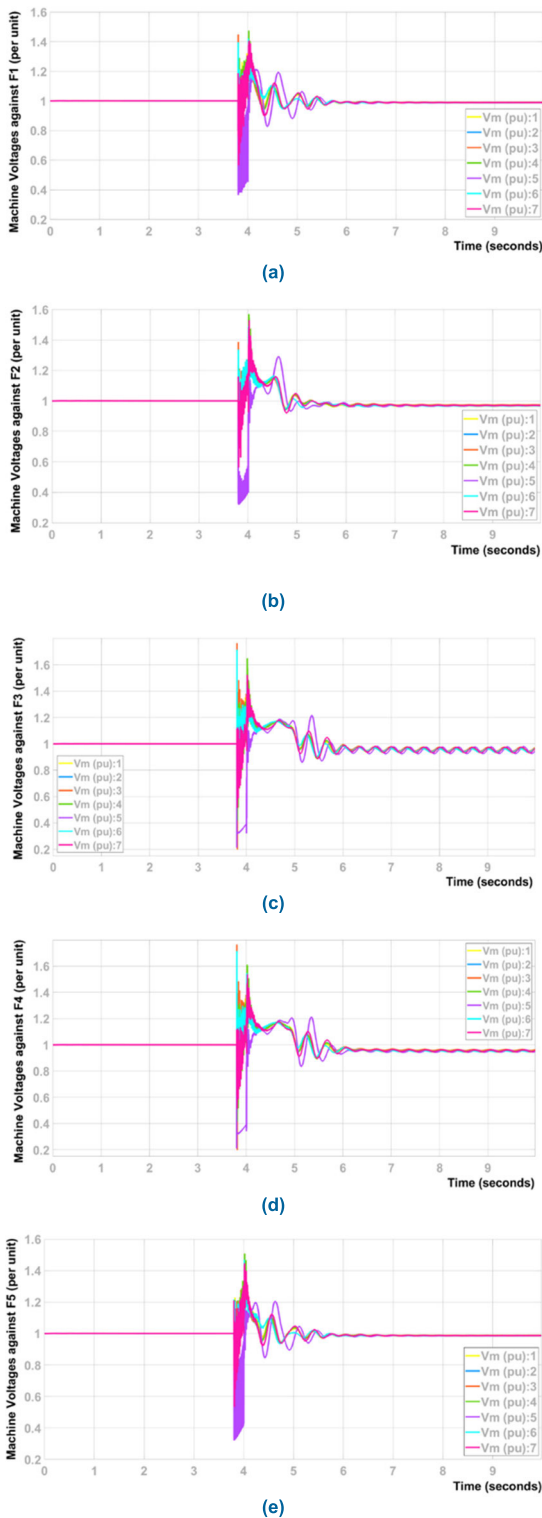 Machine Voltages against F1 (per unit)
1.6
1.4
1.2
1
0.8
0.6
0.4
0.2
Vm (pu):1
Vm (pu):2
Vm (pu):3
Vm (pu):4
Vm (pu):5
Vm (pu):6
Vm (pu):7
0 1 2 3 4 5 6 7 8 9
Time (seconds)
(a)
Machine Voltages against F2 (per unit)
1.6
1.4
1.2
1
0.8
0.6
0.4
0.2
Vm (pu):1
Vm (pu):2
Vm (pu):3
Vm (pu):4
Vm (pu):5
Vm (pu):6
Vm (pu):7
0 1 2 3 4 5 6 7 8 9
Time (seconds)
(b)
Machine Voltages against F3 (per unit)
1.6
1.4
1.2
1
0.8
0.6
0.4
0.2
Vm (pu):1
Vm (pu):2
Vm (pu):3
Vm (pu):4
Vm (pu):5
Vm (pu):6
Vm (pu):7
0 1 2 3 4 5 6 7 8 9
Time (seconds)
(c)
Machine Voltages against F4 (per unit)
1.6
1.4
1.2
1
0.8
0.6
0.4
0.2
Vm (pu):1
Vm (pu):2
Vm (pu):3
Vm (pu):4
Vm (pu):5
Vm (pu):6
Vm (pu):7
0 1 2 3 4 5 6 7 8 9
Time (seconds)
(d)
Machine Voltages against F5 (per unit)
1.6
1.4
1.2
1
0.8
0.6
0.4
0.2
Vm (pu):1
Vm (pu):2
Vm (pu):3
Vm (pu):4
Vm (pu):5
Vm (pu):6
Vm (pu):7
0 1 2 3 4 5 6 7 8 9
Time (seconds)
(e)